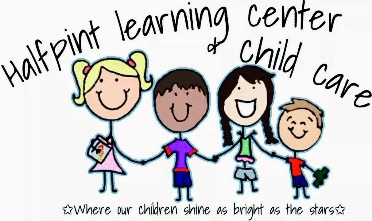 Halfpint learning center
& child care
☆Where our children shine as bright as the stars☆